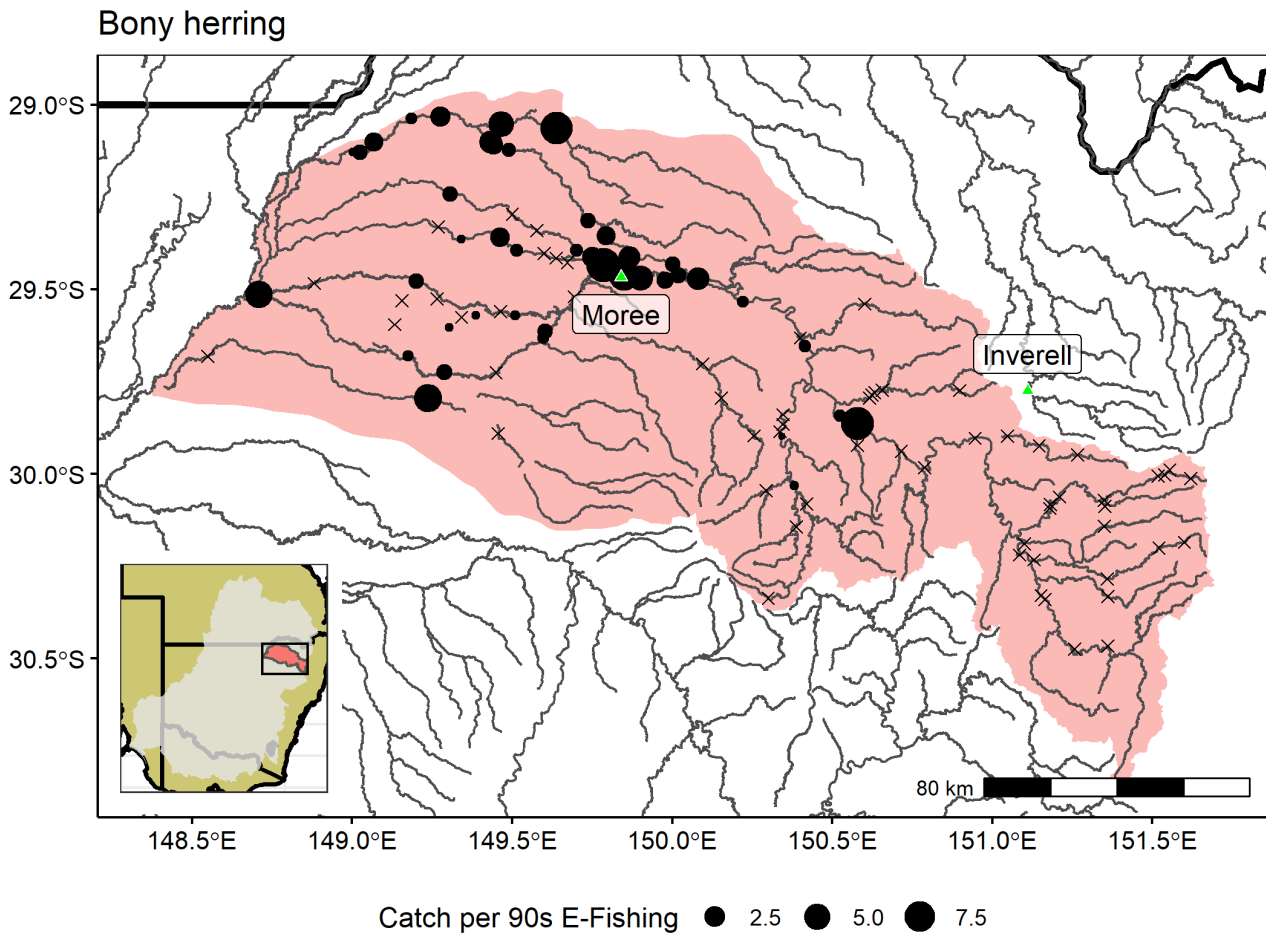 Bony herring
29.0°S
29.5°S
30.0°S
30.5°S
Moree
Inverell
80 km
148.5°E 149.0°E 149.5°E 150.0°E 150.5°E 151.0°E 151.5°E
Catch per 90s E-Fishing 2.5 5.0 7.5